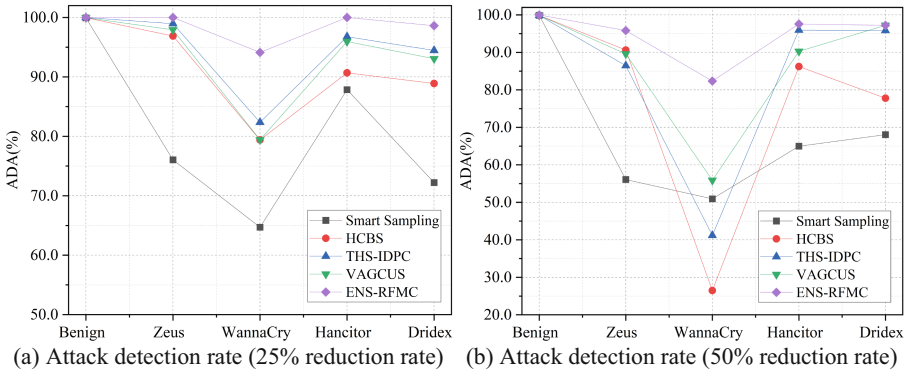 100.0
90.0
80.0
70.0
60.0
50.0
ADA(%)
Benign Zeus WannaCry Hancitor Dridex
Smart Sampling
HCBS
THS-IDPC
VAGCUS
ENS-RFMC
(a) Attack detection rate (25% reduction rate)
100.0
90.0
80.0
70.0
60.0
50.0
40.0
30.0
20.0
ADA(%)
Benign Zeus WannaCry Hancitor Dridex
Smart Sampling
HCBS
THS-IDPC
VAGCUS
ENS-RFMC
(b) Attack detection rate (50% reduction rate)